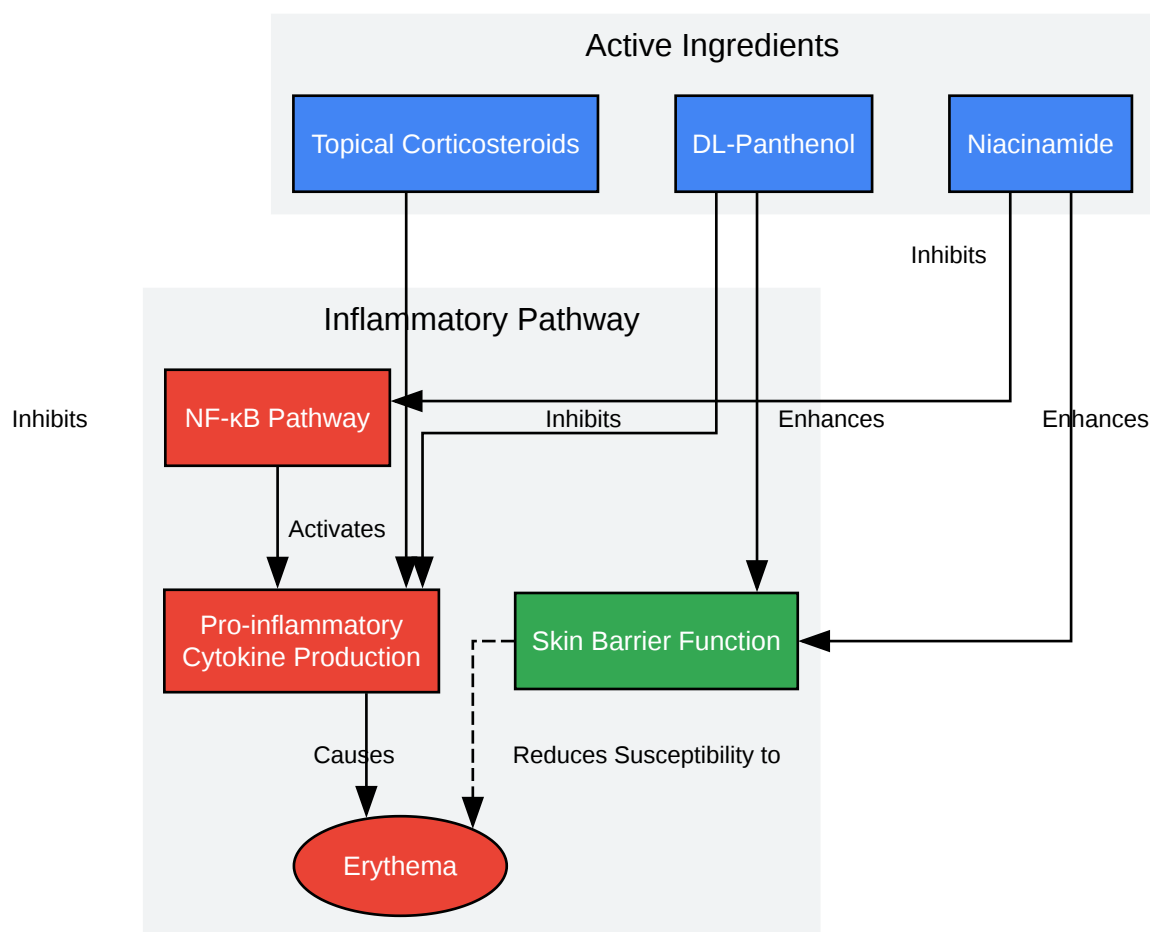 Active Ingredients
Topical Corticosteroids
DL-Panthenol
Niacinamide
Inhibits
Inflammatory Pathway
NF-κB Pathway
Inhibits
Inhibits
Enhances
Enhances
Activates
Pro-inflammatory
Cytokine Production
Skin Barrier Function
Causes
Reduces Susceptibility to
Erythema